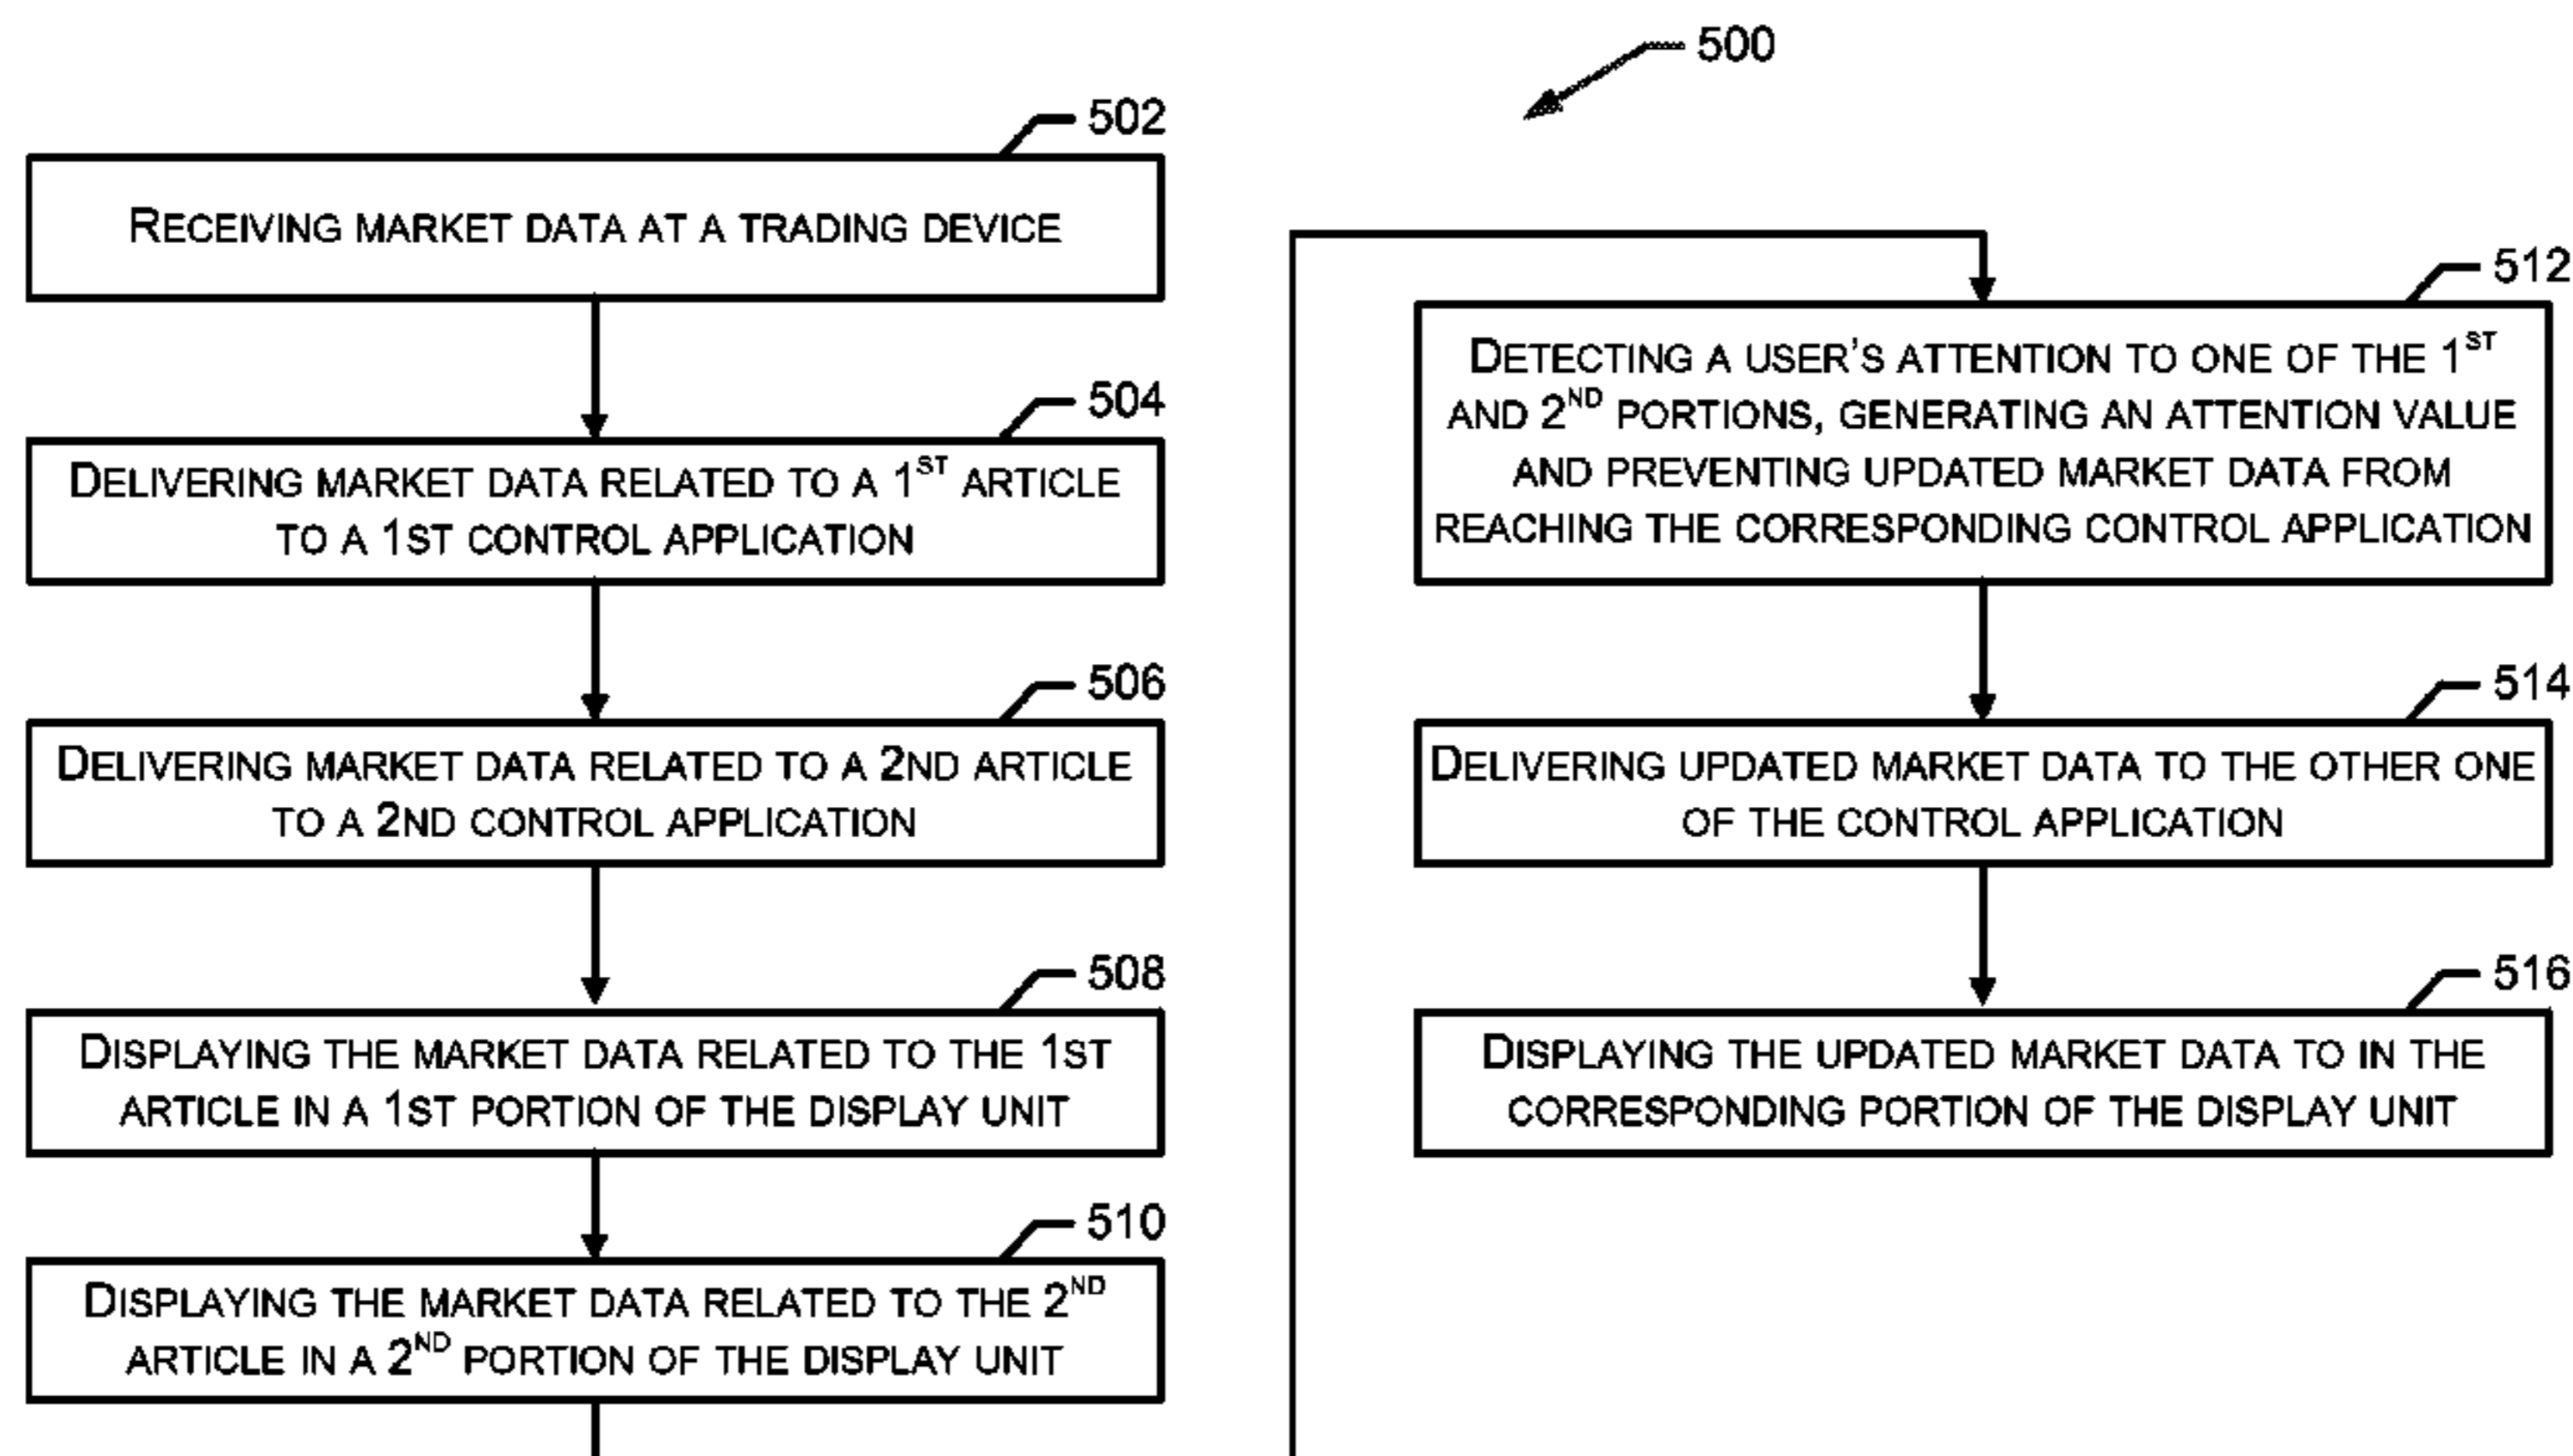 500
502
RECEIVING MARKET DATA AT A TRADING DEVICE
504
DELIVERING MARKET DATA RELATED TO A 1ST ARTICLE
TO A 1ST CONTROL APPLICATION
506
DELIVERING MARKET DATA RELATED TO A 2ND ARTICLE
TO A 2ND CONTROL APPLICATION
508
DISPLAYING THE MARKET DATA RELATED TO THE 1ST
ARTICLE IN A 1ST PORTION OF THE DISPLAY UNIT
510
DISPLAYING THE MARKET DATA RELATED TO THE 2ND
ARTICLE IN A 2ND PORTION OF THE DISPLAY UNIT
512
DETECTING A USER'S ATTENTION TO ONE OF THE 1ST
AND 2ND PORTIONS, GENERATING AN ATTENTION VALUE
AND PREVENTING UPDATED MARKET DATA FROM
REACHING THE CORRESPONDING CONTROL APPLICATION
514
DELIVERING UPDATED MARKET DATA TO THE OTHER ONE
OF THE CONTROL APPLICATION
516
DISPLAYING THE UPDATED MARKET DATA TO IN THE
CORRESPONDING PORTION OF THE DISPLAY UNIT